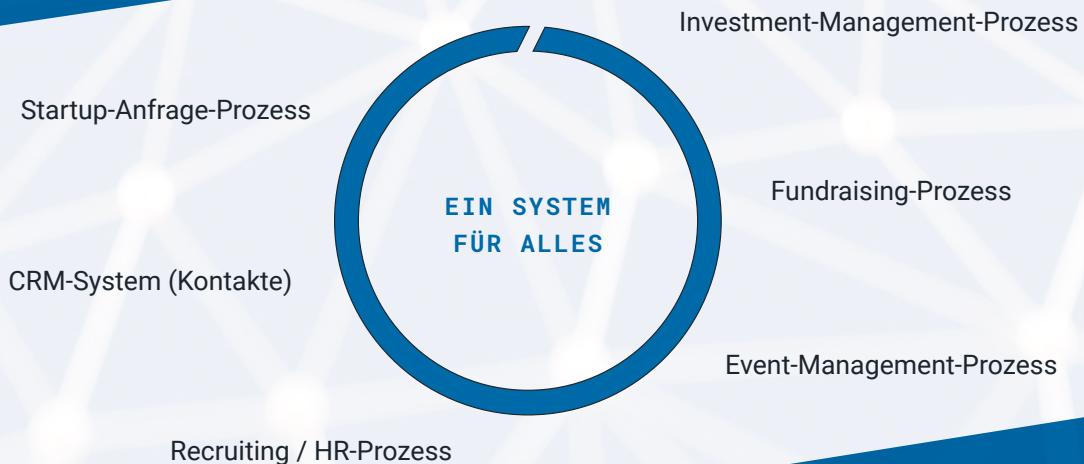 Investment-Management-Prozess
Startup-Anfrage-Prozess
Fundraising-Prozess
EIN SYSTEM
FÜR ALLES
CRM-System (Kontakte)
Event-Management-Prozess
Recruiting / HR-Prozess